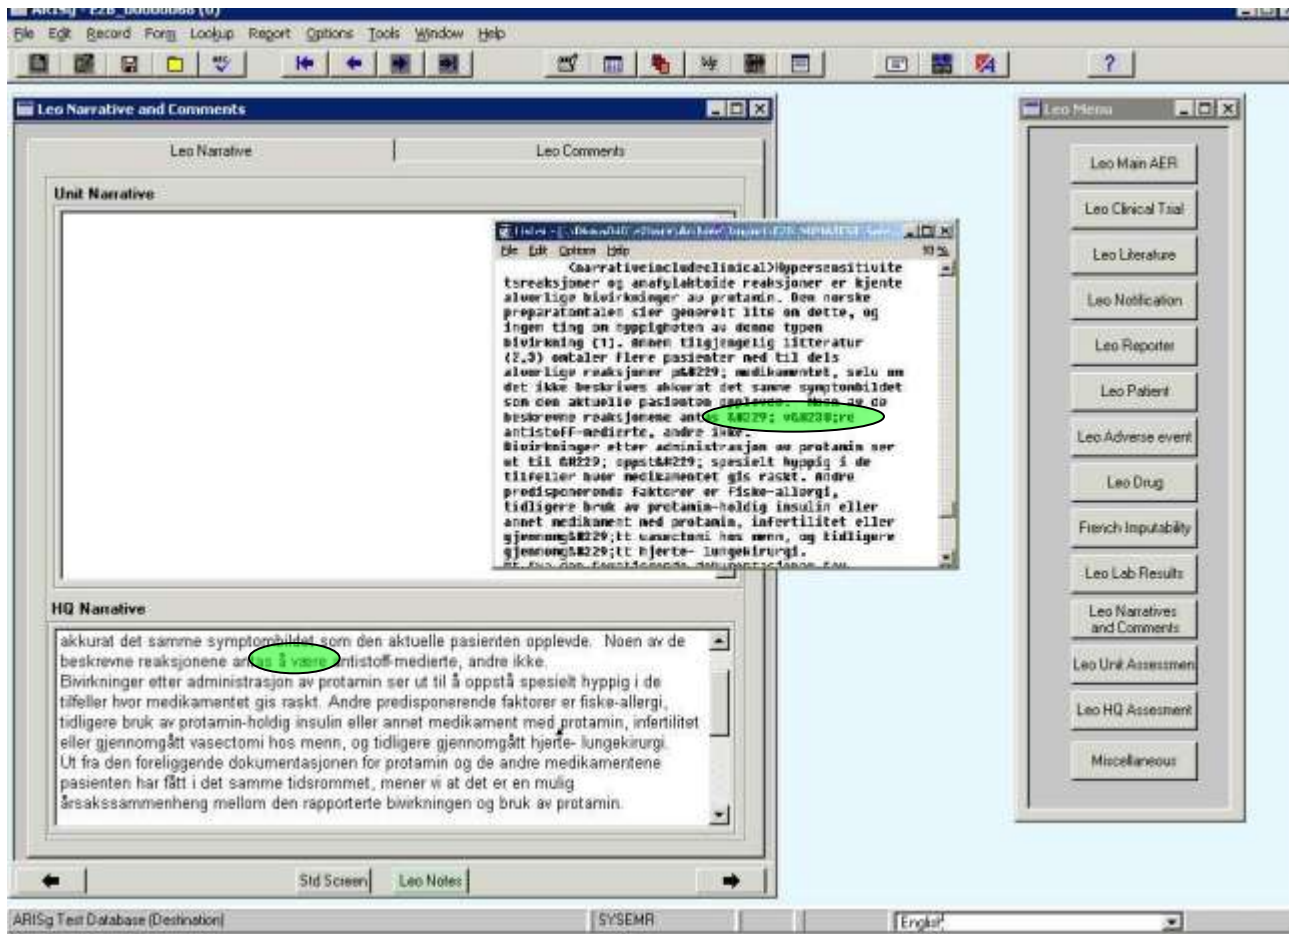 ARISg - E2B_00000088 (0)
File Edit Record Form Lookup Report Options Tools Window Help
Leo Narrative and Comments
Leo Narrative
Leo Comments
Unit Narrative
File Edit Options Help
<narrativeincludeclinical>Hypersensitivite
tsreaksjoner og anafylaktoide reaksjoner er kjente
alvorlige bivirkninger av protamin. Den norske
preparatomtalen sier generelt lite om dette, og
ingen ting om hyppigheten av denne typen
bivirkning (1). Annen tilgjengelig litteratur
(2,3) omtaler flere pasienter med til dels
alvorlige reaksjoner p&#229; medikamentet, selv om
det ikke beskrives akkurat det samme symptombildet
som den aktuelle pasienten opplevde. Noen av de
beskrevne reaksjonene antas &#229; v&#230;re
antistoff-medierte, andre ikke.
Bivirkninger etter administrasjon av protamin ser
ut til &#229; oppst&#229; spesielt hyppig i de
tilfeller hvor medikamentet gis raskt. Andre
predisponerende faktorer er fiske-allergi,
tidligere bruk av protamin-holdig insulin eller
annet medikament med protamin, infertilitet eller
gjennomg&#229;tt vasectomi hos menn, og tidligere
gjennomg&#229;tt hjerte- lungekirurgi.
HQ Narrative
akkurat det samme symptombildet som den aktuelle pasienten opplevde. Noen av de
beskrevne reaksjonene antas å være antistoff-medierte, andre ikke.
Bivirkninger etter administrasjon av protamin ser ut til å oppstå spesielt hyppig i de
tilfeller hvor medikamentet gis raskt. Andre predisponerende faktorer er fiske-allergi,
tidligere bruk av protamin-holdig insulin eller annet medikament med protamin, infertilitet
eller gjennomgått vasectomi hos menn, og tidligere gjennomgått hjerte- lungekirurgi.
Ut fra den foreliggende dokumentasjonen for protamin og de andre medikamentene
pasienten har fått i det samme tidsrommet, mener vi at det er en mulig
årsakssammenheng mellom den rapporterte bivirkningen og bruk av protamin.
Std Screen
Leo Notes
Leo Menu
Leo Main AER
Leo Clinical Trial
Leo Literature
Leo Notification
Leo Reporter
Leo Patient
Leo Adverse event
Leo Drug
French Imputability
Leo Lab Results
Leo Narratives
and Comments
Leo Unit Assessmen
Leo HQ Assesment
Miscellaneous
ARISg Test Database (Destination)
SYSEMR
English